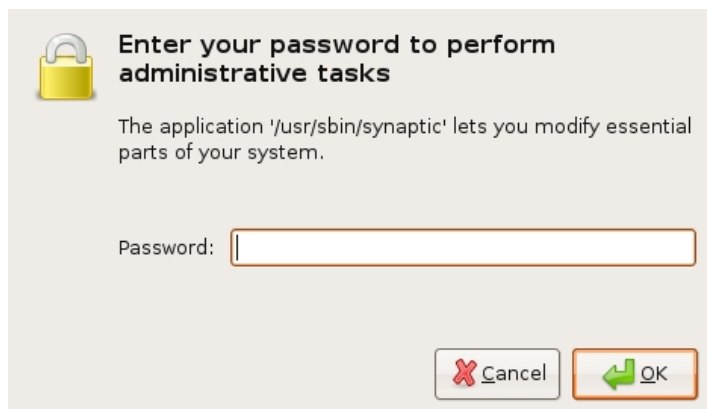 Enter your password to perform
administrative tasks
The application '/usr/sbin/synaptic' lets you modify essential
parts of your system.
Password:
Cancel
OK